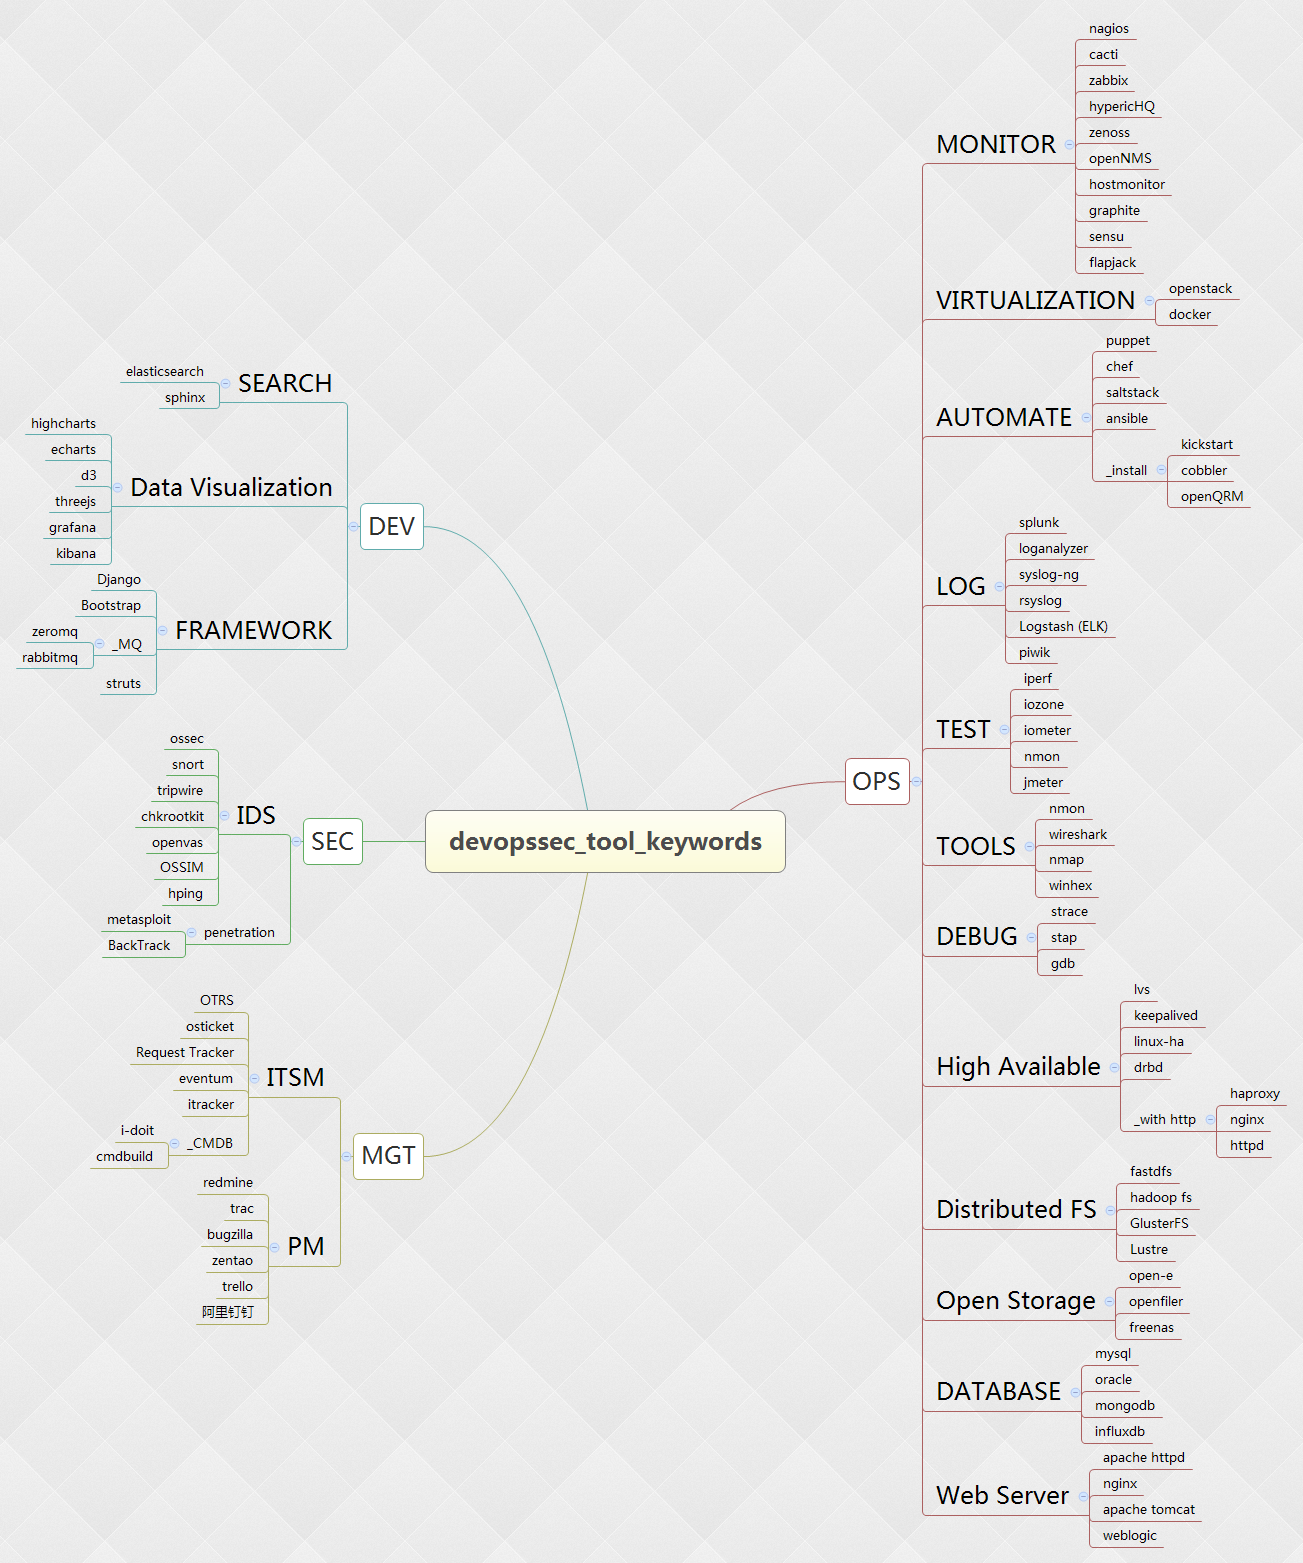 devopssec_tool_keywords
DEV
SEARCH
elasticsearch
sphinx
Data Visualization
highcharts
echarts
d3
threejs
grafana
kibana
FRAMEWORK
Django
Bootstrap
_MQ
zeromq
rabbitmq
struts
SEC
IDS
ossec
snort
tripwire
chkrootkit
openvas
OSSIM
hping
penetration
metasploit
BackTrack
MGT
ITSM
OTRS
osticket
Request Tracker
eventum
itracker
_CMDB
i-doit
cmdbuild
PM
redmine
trac
bugzilla
zentao
trello
阿里钉钉
OPS
MONITOR
nagios
cacti
zabbix
hypericHQ
zenoss
openNMS
hostmonitor
graphite
sensu
flapjack
VIRTUALIZATION
openstack
docker
AUTOMATE
puppet
chef
saltstack
ansible
_install
kickstart
cobbler
openQRM
LOG
splunk
loganalyzer
syslog-ng
rsyslog
Logstash (ELK)
piwik
TEST
iperf
iozone
iometer
nmon
jmeter
TOOLS
nmon
wireshark
nmap
winhex
DEBUG
strace
stap
gdb
High Available
lvs
keepalived
linux-ha
drbd
_with http
haproxy
nginx
httpd
Distributed FS
fastdfs
hadoop fs
GlusterFS
Lustre
Open Storage
open-e
openfiler
freenas
DATABASE
mysql
oracle
mongodb
influxdb
Web Server
apache httpd
nginx
apache tomcat
weblogic